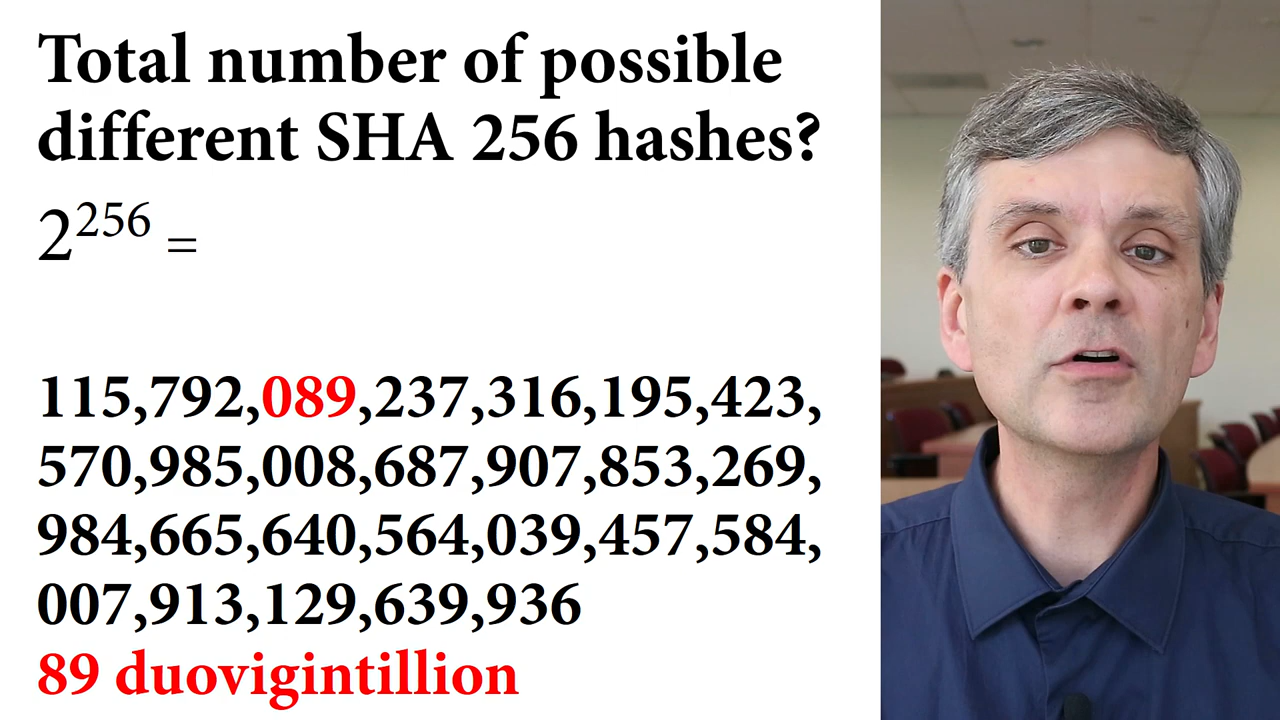 Total number of possible
different SHA 256 hashes?
2^256 =
115,792,089,237,316,195,423,
570,985,008,687,907,853,269,
984,665,640,564,039,457,584,
007,913,129,639,936
89 duovigintillion